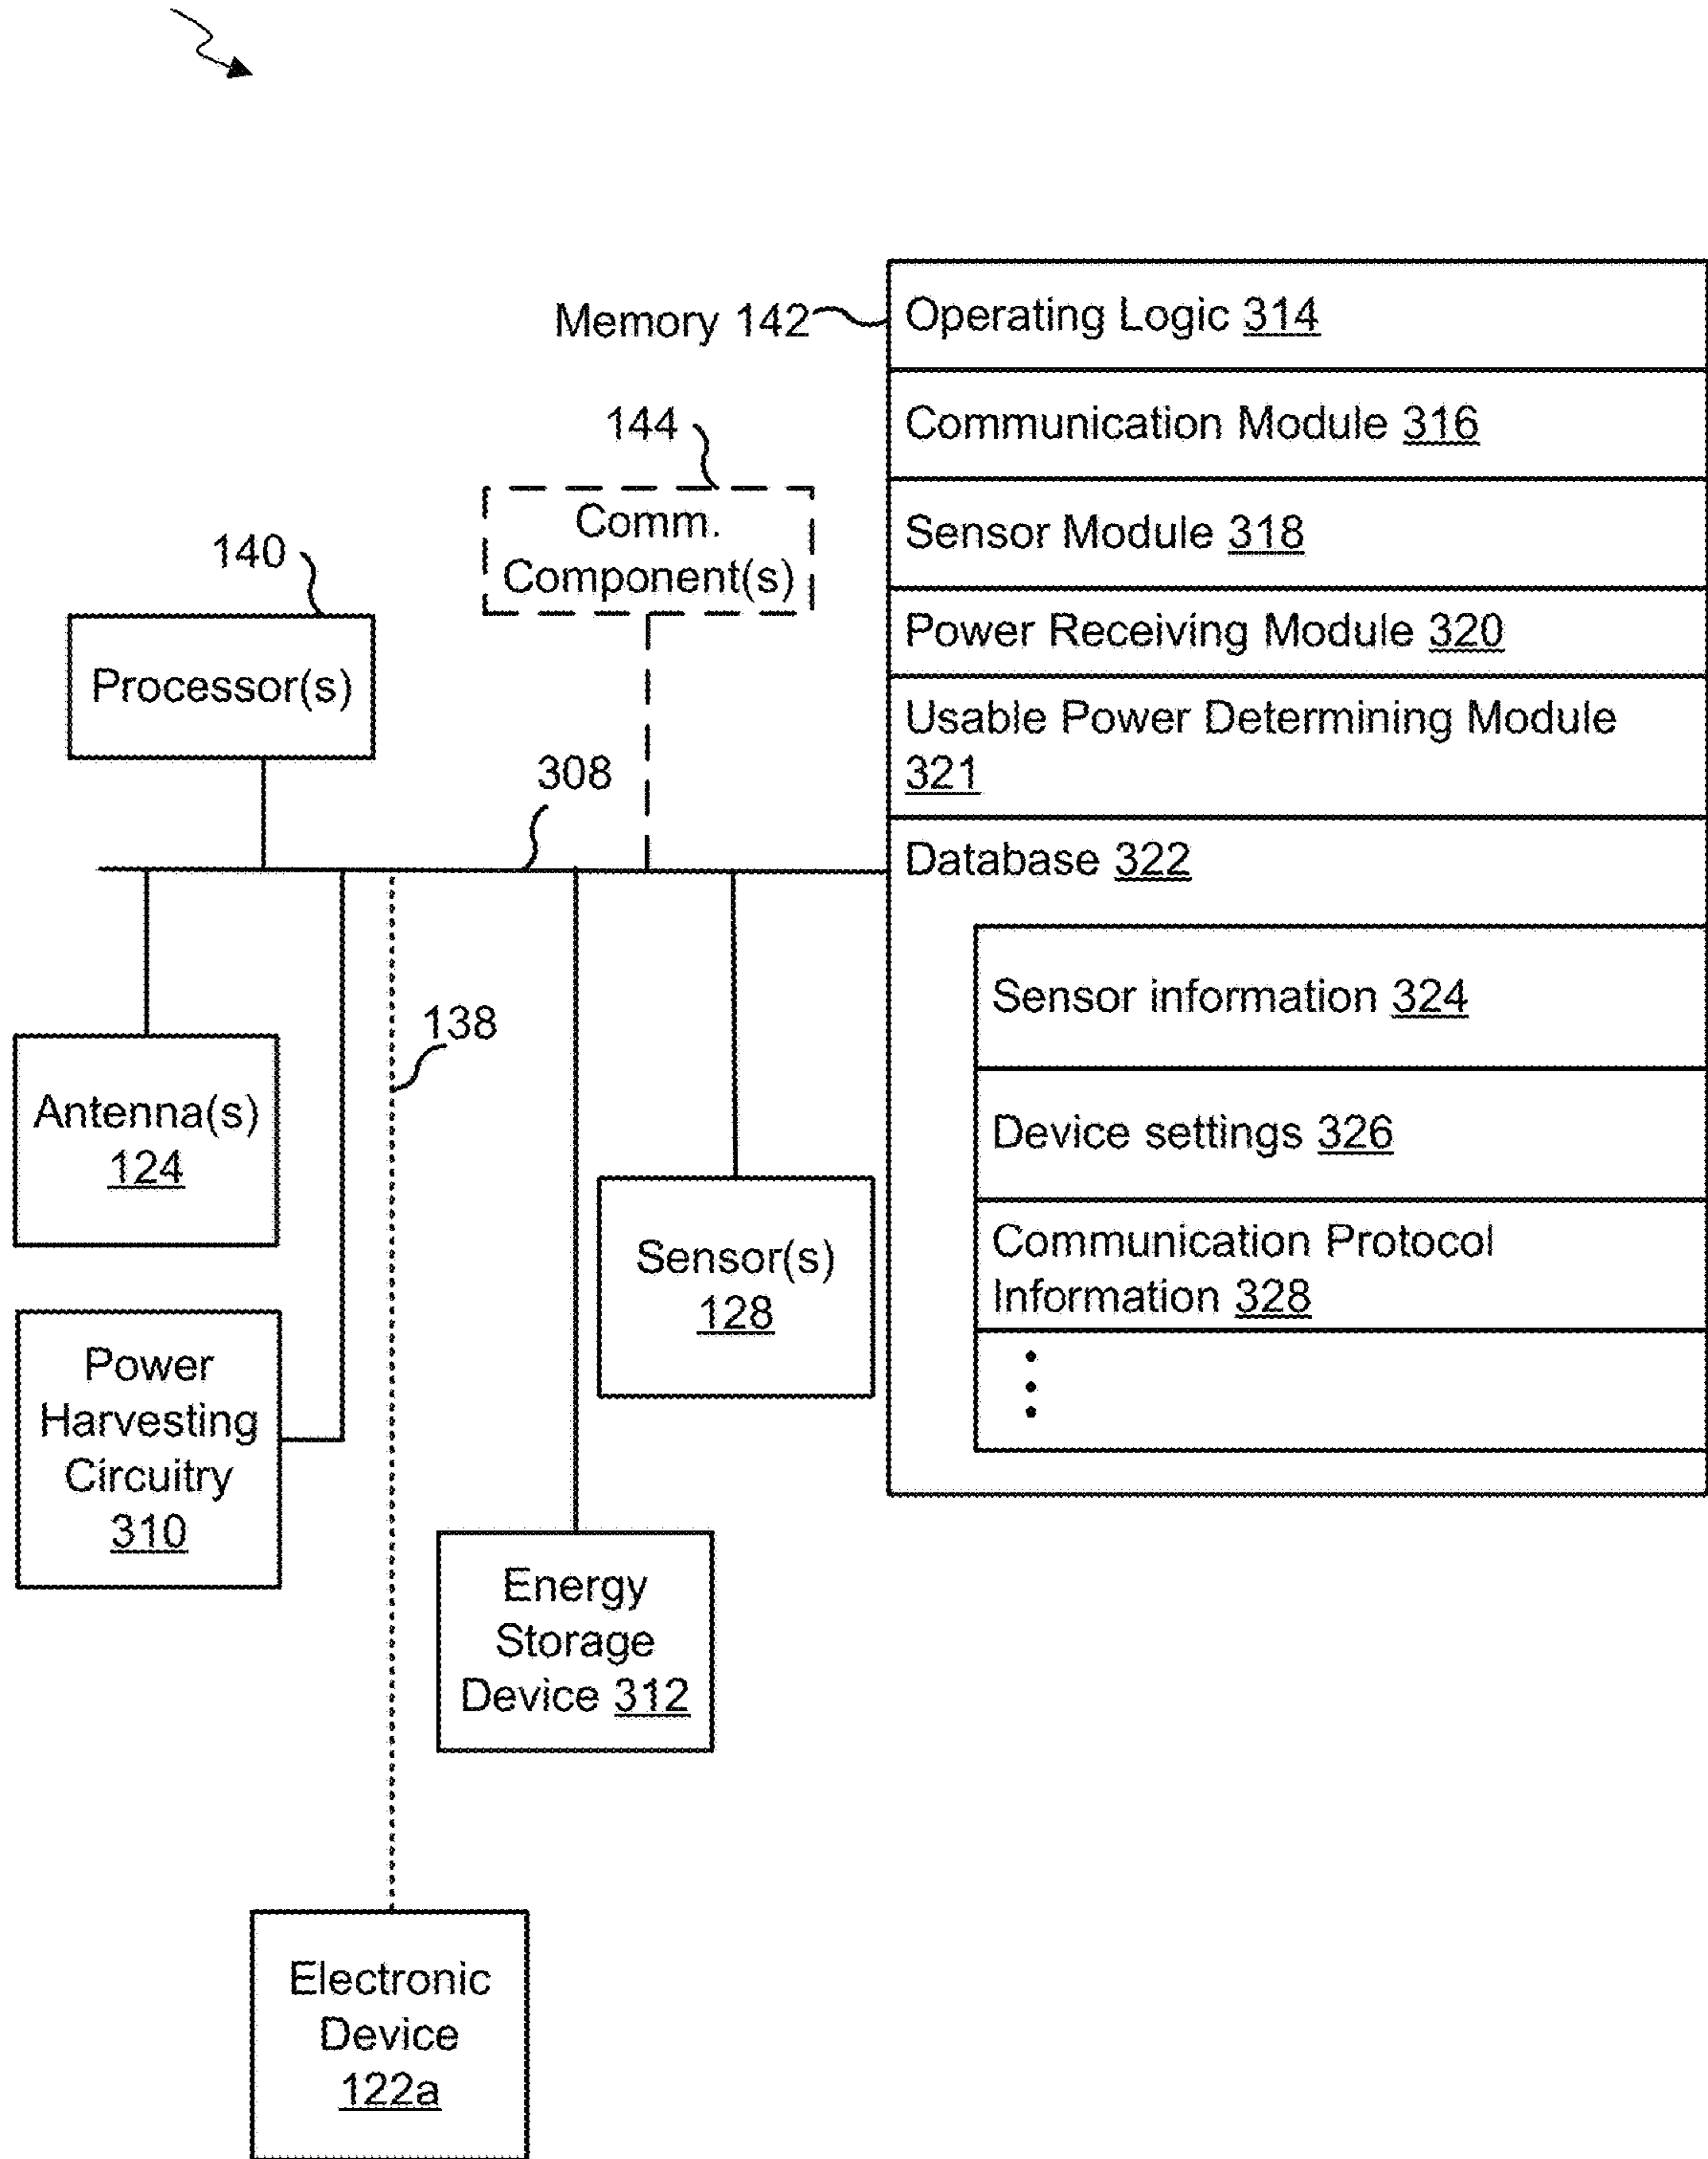 Memory 142
Operating Logic 314
Communication Module 316
Sensor Module 318
Power Receiving Module 320
Usable Power Determining Module
321
Database 322
Sensor information 324
Device settings 326
Communication Protocol
Information 328
144
Comm.
Component(s)
140
Processor(s)
308
138
Antenna(s)
124
Power
Harvesting
Circuitry
310
Sensor(s)
128
Energy
Storage
Device 312
Electronic
Device
122a